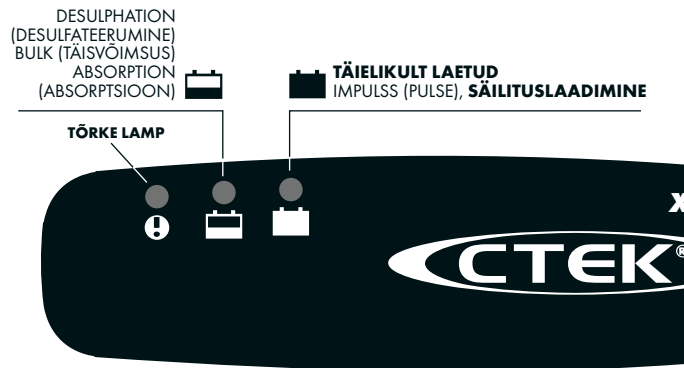 DESULPHATION
(DESULFATEERUMINE)
BULK (TÄISVÕIMSUS)
ABSORPTION
(ABSORPTSIOON)
TÄIELIKULT LAETUD
IMPULSS (PULSE), SÄILITUSLAADIMINE
TÕRKE LAMP
X
CTEK®